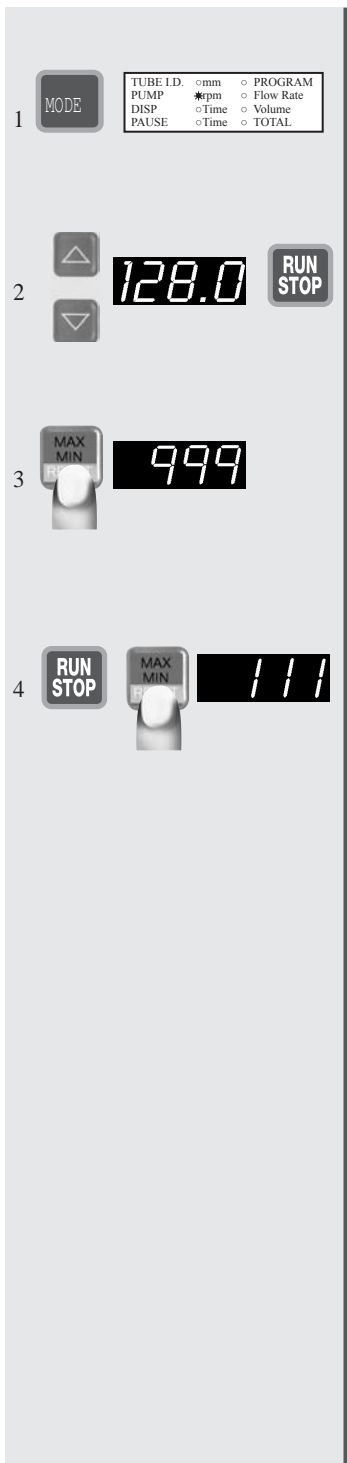 1 MODE
TUBE I.D. ○mm ○ PROGRAM
PUMP ✷rpm ○ Flow Rate
DISP ○Time ○ Volume
PAUSE ○Time ○ TOTAL
2 128.0 RUN
STOP
3 MAX
MIN
999
4 RUN
STOP
MAX
MIN
111